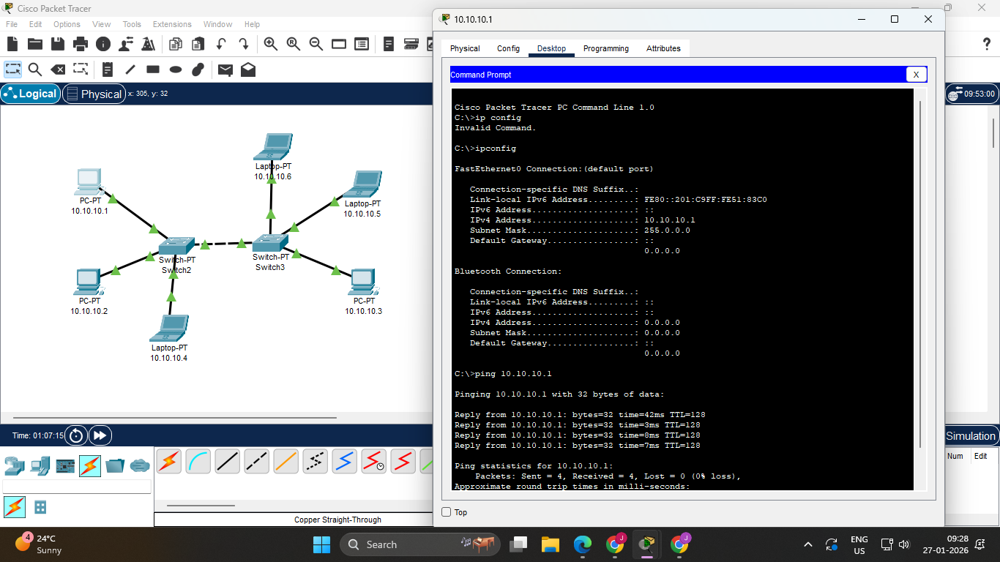 Cisco Packet Tracer
File Edit Options View Tools Extensions Window Help
Logical Physical x: 305, y: 32
09:53:00
Laptop-PT
10.10.10.6
PC-PT
10.10.10.1
Laptop-PT
10.10.10.5
Switch-PT
Switch2
Switch-PT
Switch3
PC-PT
10.10.10.2
PC-PT
10.10.10.3
Laptop-PT
10.10.10.4
Time: 01:07:15
Simulation
Num Edit
Copper Straight-Through
10.10.10.1
Physical Config Desktop Programming Attributes
Command Prompt
X
Cisco Packet Tracer PC Command Line 1.0
C:\>ip config
Invalid Command.
C:\>ipconfig
FastEthernet0 Connection:(default port)
Connection-specific DNS Suffix..:
Link-local IPv6 Address.........: FE80::201:C9FF:FE51:83C0
IPv6 Address....................: ::
IPv4 Address....................: 10.10.10.1
Subnet Mask.....................: 255.0.0.0
Default Gateway.................: ::
0.0.0.0
Bluetooth Connection:
Connection-specific DNS Suffix..:
Link-local IPv6 Address.........: ::
IPv6 Address....................: ::
IPv4 Address....................: 0.0.0.0
Subnet Mask.....................: 0.0.0.0
Default Gateway.................: ::
0.0.0.0
C:\>ping 10.10.10.1
Pinging 10.10.10.1 with 32 bytes of data:
Reply from 10.10.10.1: bytes=32 time=42ms TTL=128
Reply from 10.10.10.1: bytes=32 time=3ms TTL=128
Reply from 10.10.10.1: bytes=32 time=8ms TTL=128
Reply from 10.10.10.1: bytes=32 time=7ms TTL=128
Ping statistics for 10.10.10.1:
Packets: Sent = 4, Received = 4, Lost = 0 (0% loss),
Approximate round trip times in milli-seconds:
Top
4
24°C
Sunny
Search
J
J
ENG
US
09:28
27-01-2026